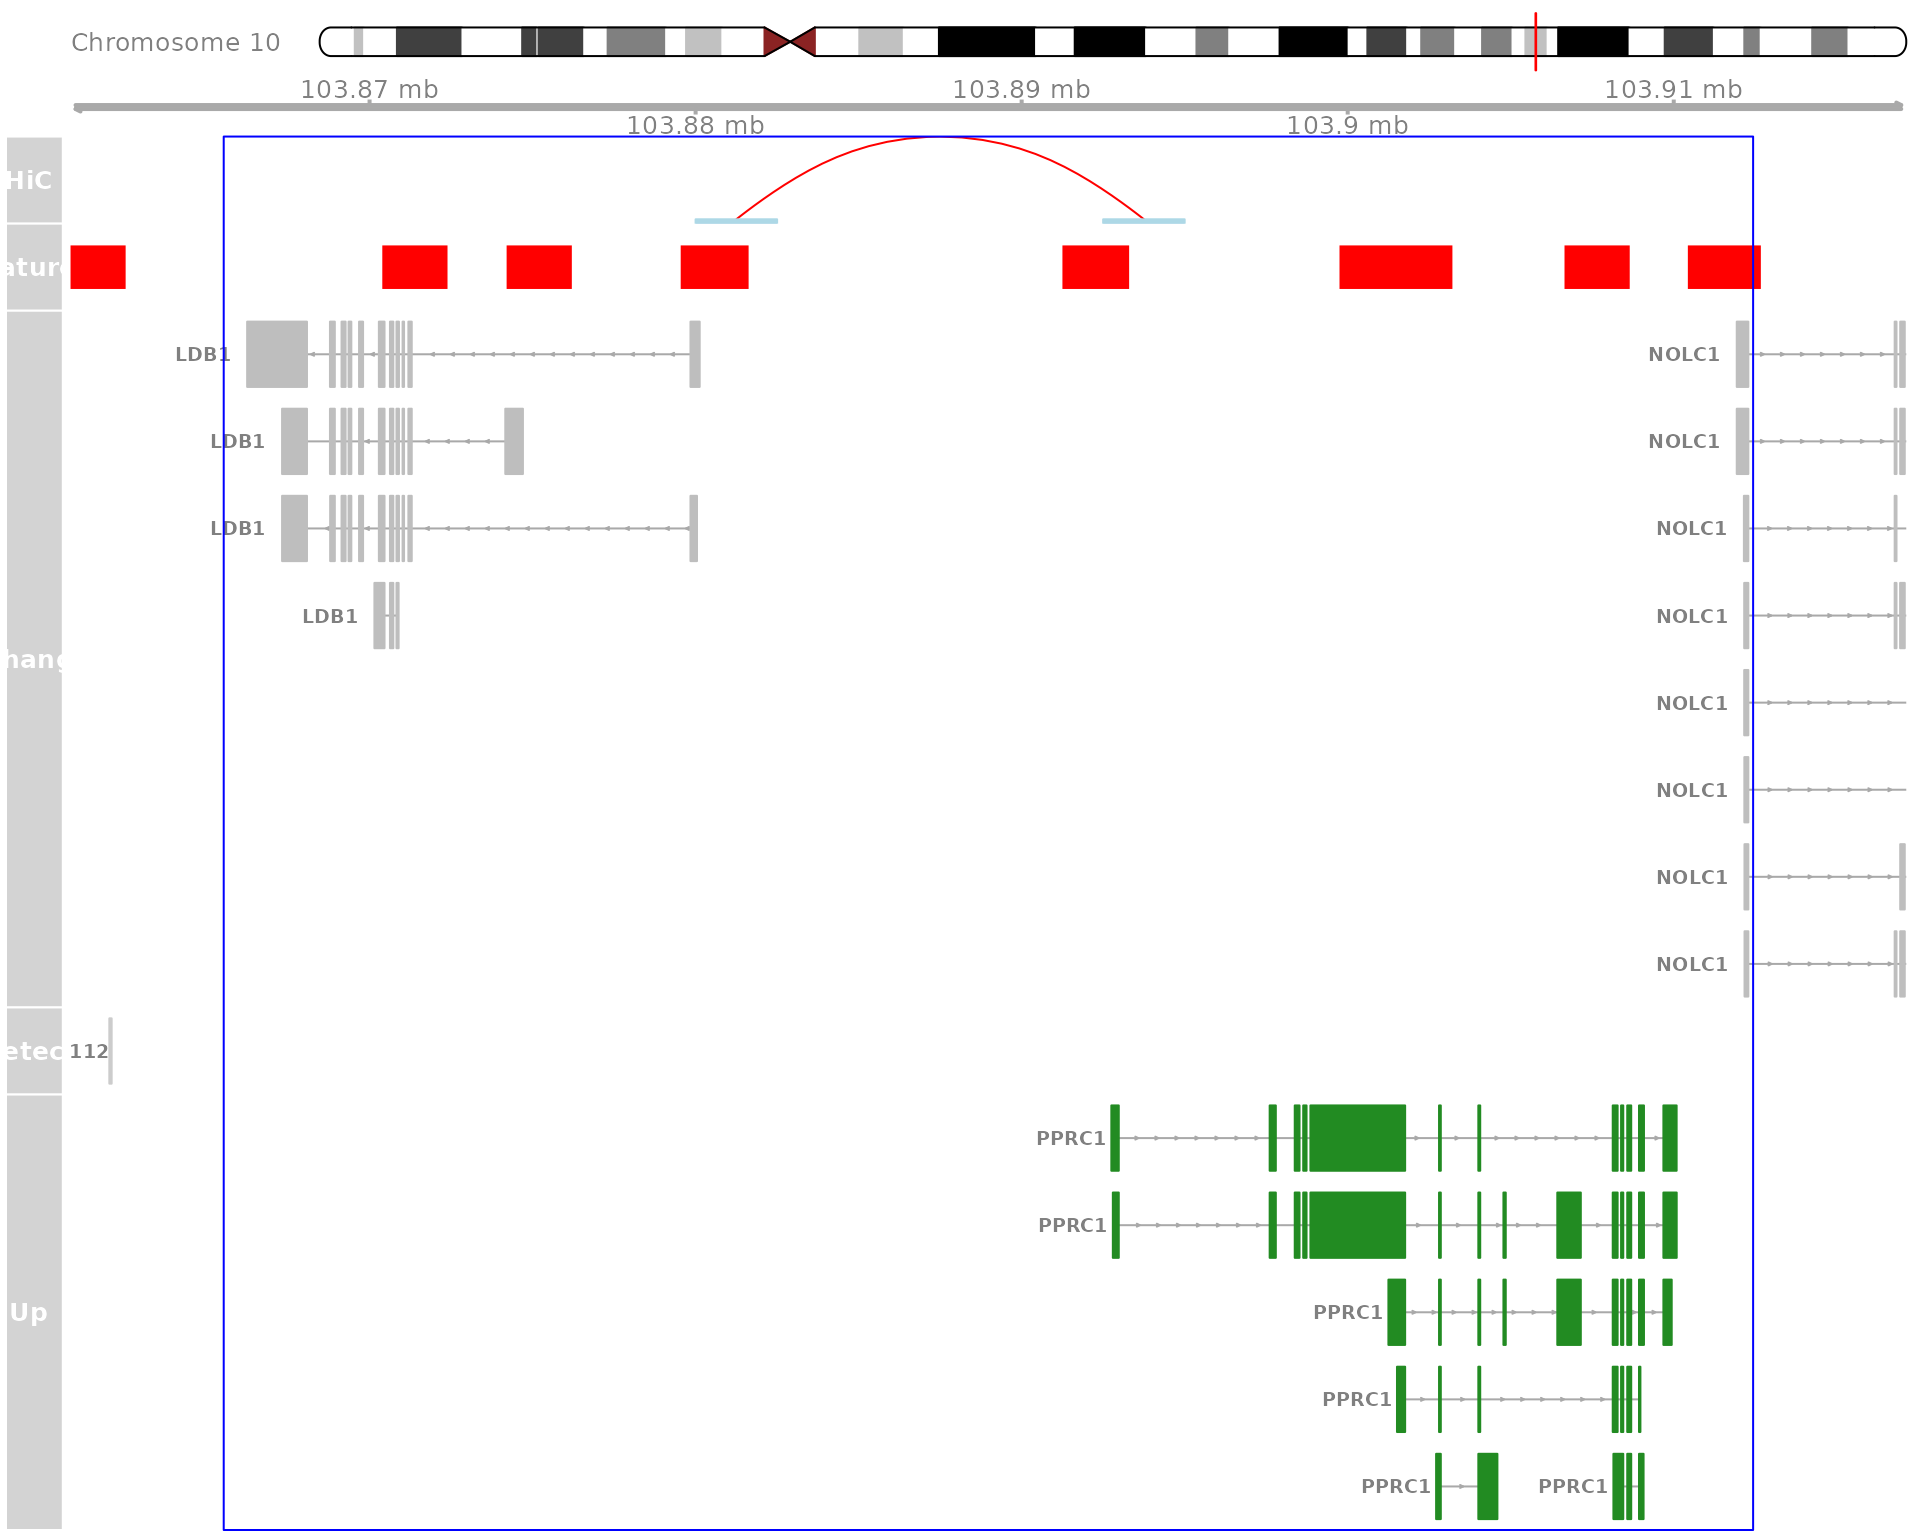 Chromosome 10
103.87 mb 103.89 mb 103.91 mb
103.88 mb 103.9 mb
HiC
ature
LDB1 NOLC1
LDB1 NOLC1
LDB1 NOLC1
LDB1 NOLC1
hang
NOLC1
NOLC1
NOLC1
NOLC1
etec 112
PPRC1
PPRC1
Up PPRC1
PPRC1
PPRC1 PPRC1